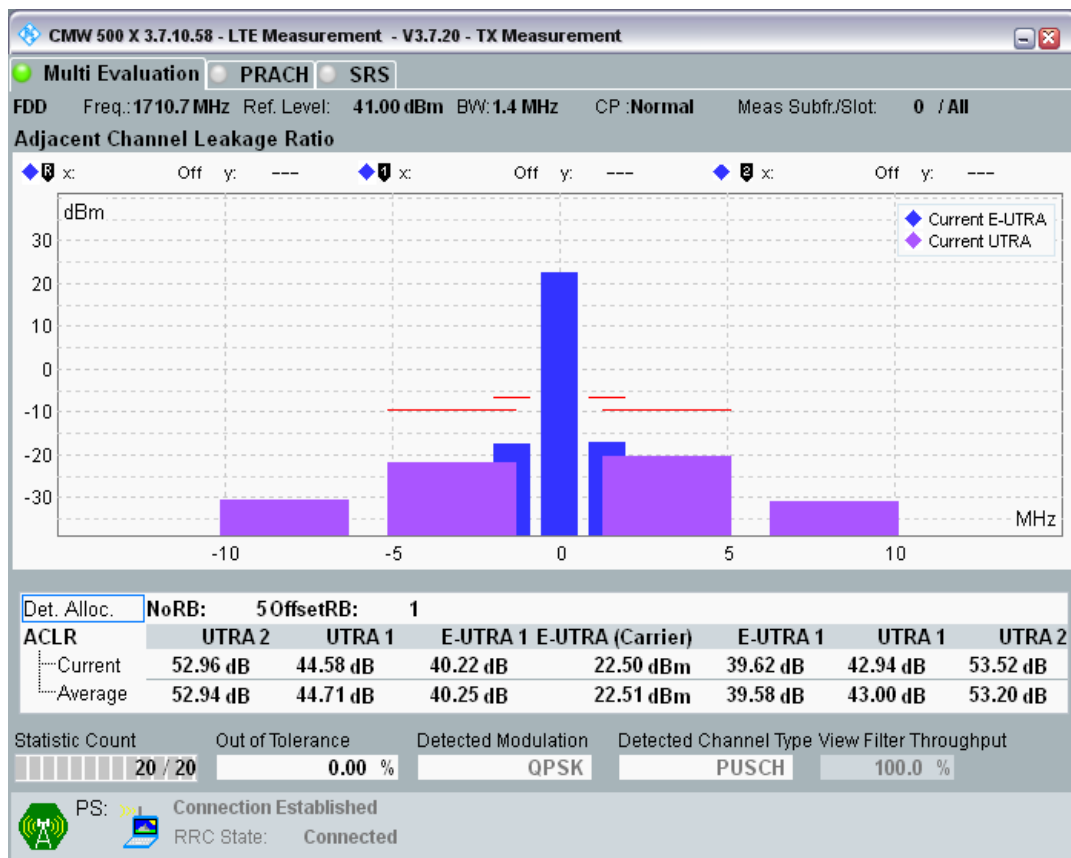 CMW 500 X 3.7.10.58 - LTE Measurement - V3.7.20 - TX Measurement
Multi Evaluation PRACH SRS
FDD Freq.:1710.7 MHz Ref. Level: 41.00 dBm BW:1.4 MHz CP :Normal Meas Subfr./Slot: 0 / All
Adjacent Channel Leakage Ratio
R x: Off y: --- 1 x: Off y: --- 2 x: Off y: ---
dBm
Current E-UTRA
Current UTRA
30
20
10
0
-10
-20
-30
MHz
-10 -5 0 5 10
Det. Alloc. NoRB: 5 OffsetRB: 1
ACLR UTRA 2 UTRA 1 E-UTRA 1 E-UTRA (Carrier) E-UTRA 1 UTRA 1 UTRA 2
Current 52.96 dB 44.58 dB 40.22 dB 22.50 dBm 39.62 dB 42.94 dB 53.52 dB
Average 52.94 dB 44.71 dB 40.25 dB 22.51 dBm 39.58 dB 43.00 dB 53.20 dB
Statistic Count Out of Tolerance Detected Modulation Detected Channel Type View Filter Throughput
20 / 20 0.00 % QPSK PUSCH 100.0 %
PS: Connection Established
RRC State: Connected